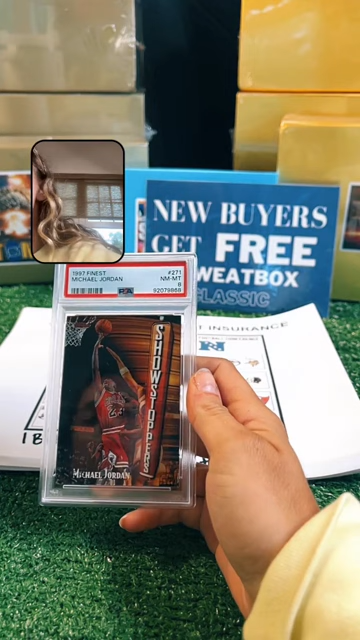 NEW BUYERS
GET FREE
SWEATBOX
CLASSIC
T INSURANCE
1997 FINEST #271
MICHAEL JORDAN NM-MT
8
PSA 92079868
SHOWSTOPPERS
23
MICHAEL JORDAN